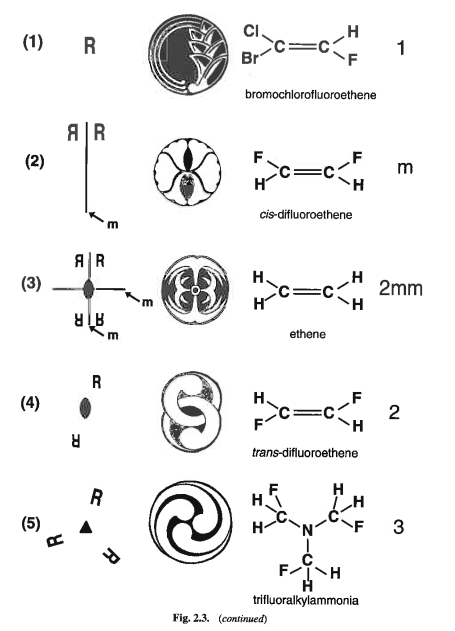 (1) R Cl H C C Br F 1
bromochlorofluoroethene
(2) R R m F F C C H H m
cis-difluoroethene
(3) R R R R m m H H C C H H 2mm
ethene
(4) R R H F C C F H 2
trans-difluoroethene
(5) R R R F H H C H N H C F F C H H 3
trifluoralkylammonia
Fig. 2.3. (continued)